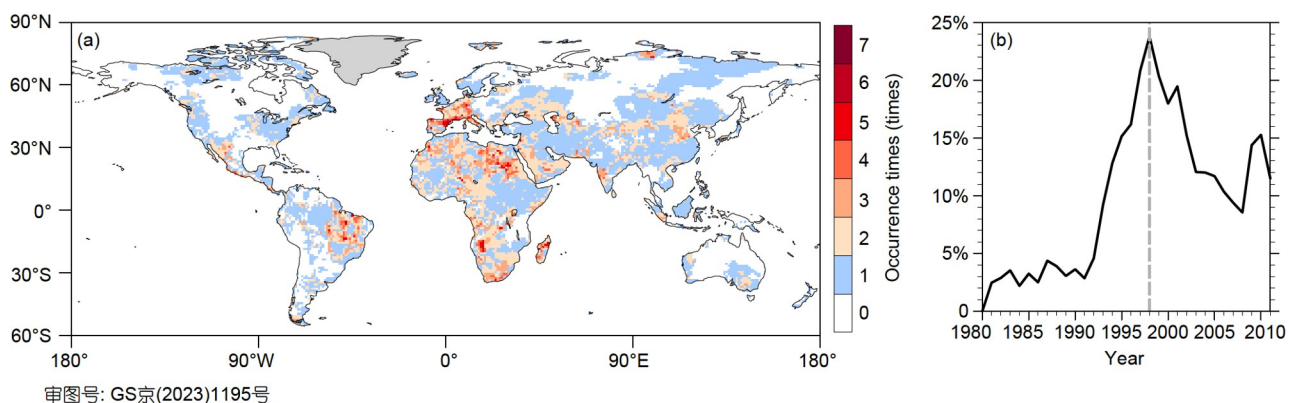 (a)
90°N
60°N
30°N
0°
30°S
60°S
180°
90°W
0°
90°E
180°
7
6
5
4
3
2
1
0
Occurrence times (times)
(b)
25%
20%
15%
10%
5%
0
1980
1985
1990
1995
2000
2005
2010
Year
审图号: GS京(2023)1195号